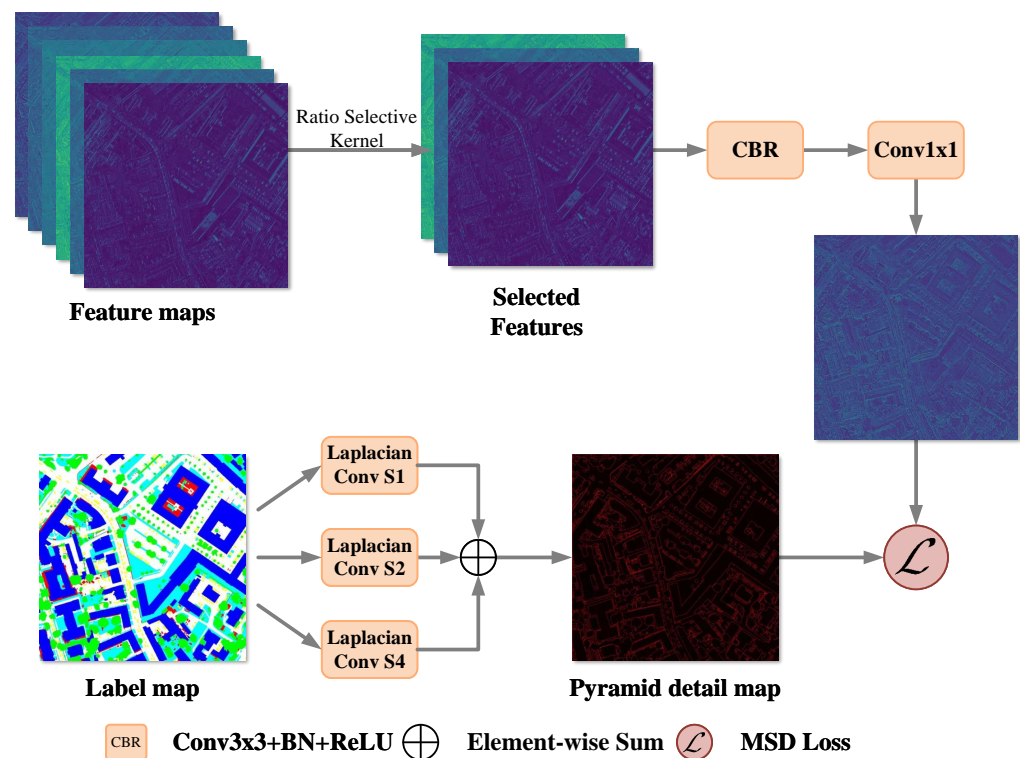 Ratio Selective
Kernel
CBR
Conv1x1
Feature maps
Selected
Features
Laplacian
Conv S1
Laplacian
Conv S2
Laplacian
Conv S4
ℒ
Label map
Pyramid detail map
CBR
Conv3x3+BN+ReLU
Element-wise Sum
ℒ
MSD Loss